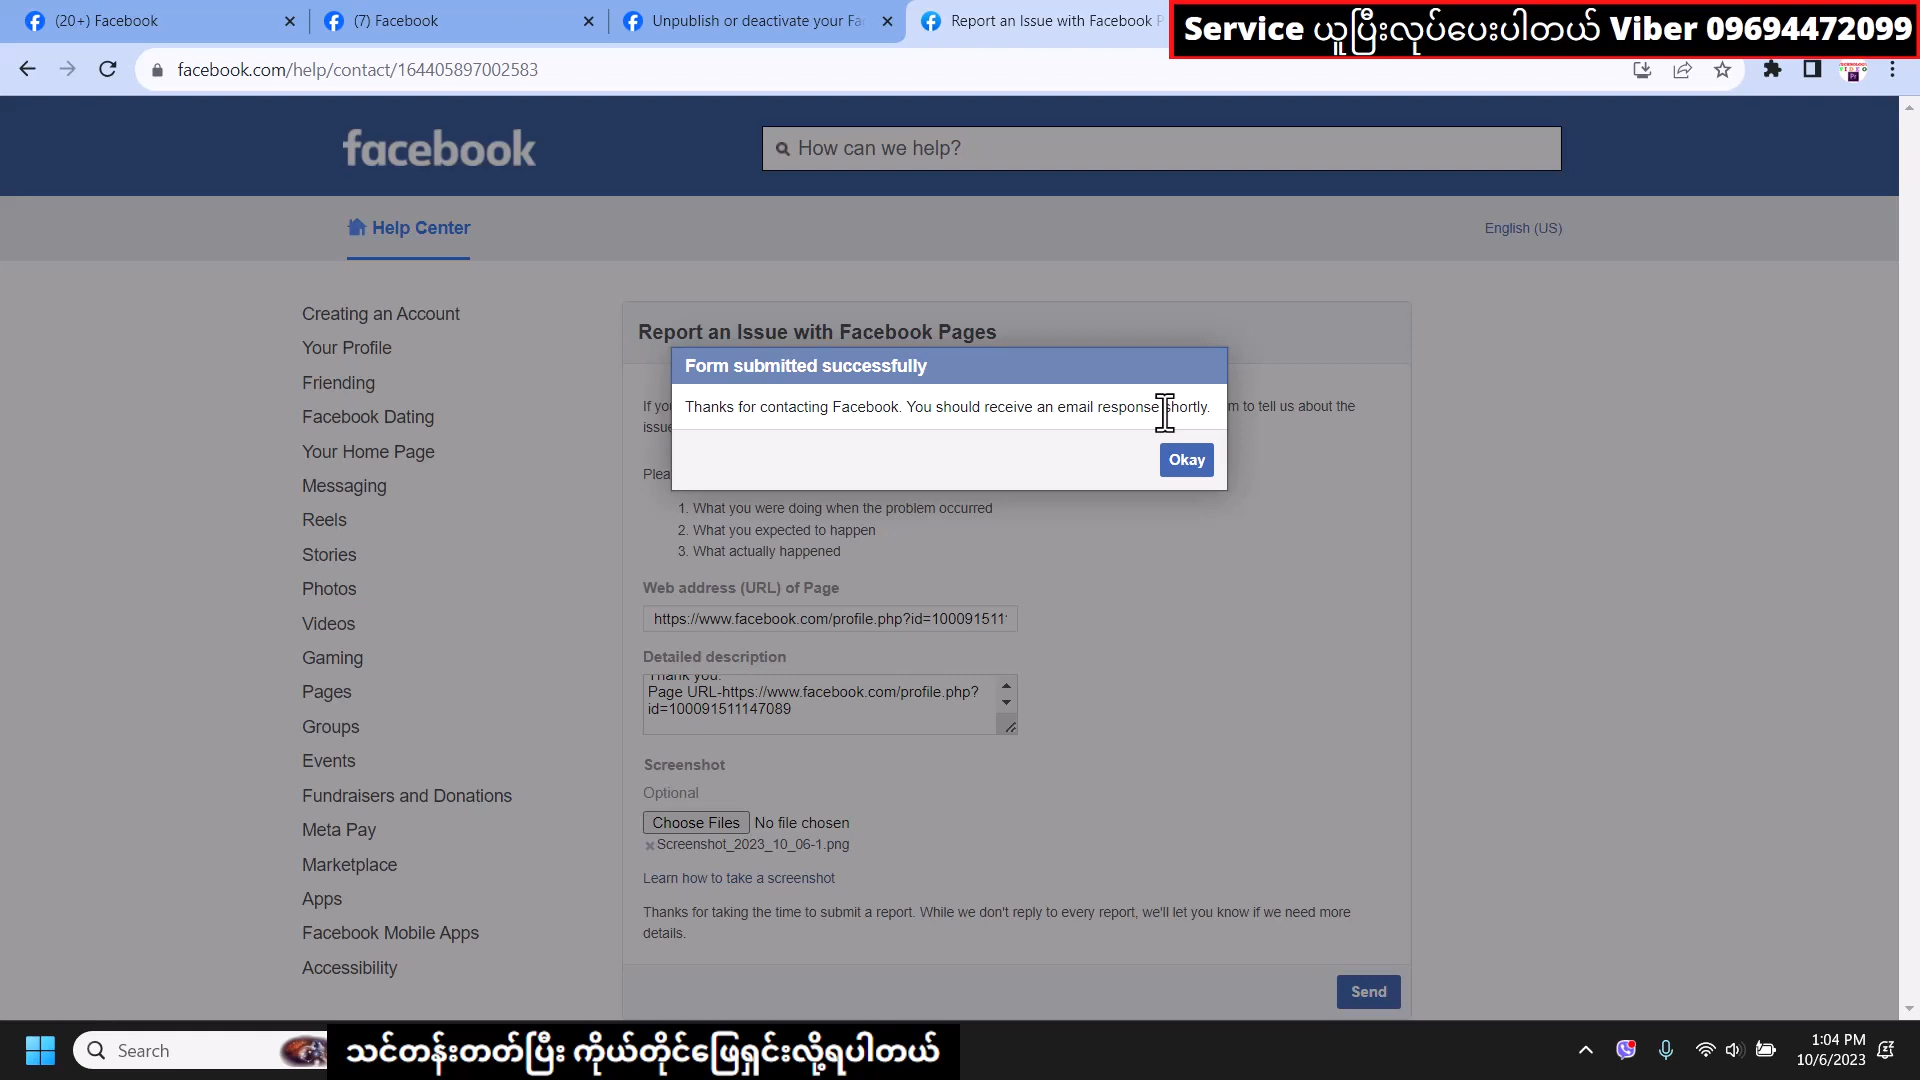 (20+) Facebook
(7) Facebook
Unpublish or deactivate your Fa
Report an Issue with Facebook P
Service ယူပြီးလုပ်ပေးပါတယ် Viber 09694472099
facebook.com/help/contact/164405897002583
facebook
How can we help?
Help Center
English (US)
Creating an Account
Your Profile
Friending
Facebook Dating
Your Home Page
Messaging
Reels
Stories
Photos
Videos
Gaming
Pages
Groups
Events
Fundraisers and Donations
Meta Pay
Marketplace
Apps
Facebook Mobile Apps
Accessibility
Report an Issue with Facebook Pages
Form submitted successfully
Thanks for contacting Facebook. You should receive an email response shortly.
Okay
If you
m to tell us about the
issue
Plea
1. What you were doing when the problem occurred
2. What you expected to happen
3. What actually happened
Web address (URL) of Page
https://www.facebook.com/profile.php?id=100091511
Detailed description
Thank you.
Page URL-https://www.facebook.com/profile.php?
id=100091511147089
Screenshot
Optional
Choose Files No file chosen
Screenshot_2023_10_06-1.png
Learn how to take a screenshot
Thanks for taking the time to submit a report. While we don't reply to every report, we'll let you know if we need more
details.
Send
Search
သင်တန်းတတ်ပြီး ကိုယ်တိုင်ဖြေရှင်းလို့ရပါတယ်
1:04 PM
10/6/2023